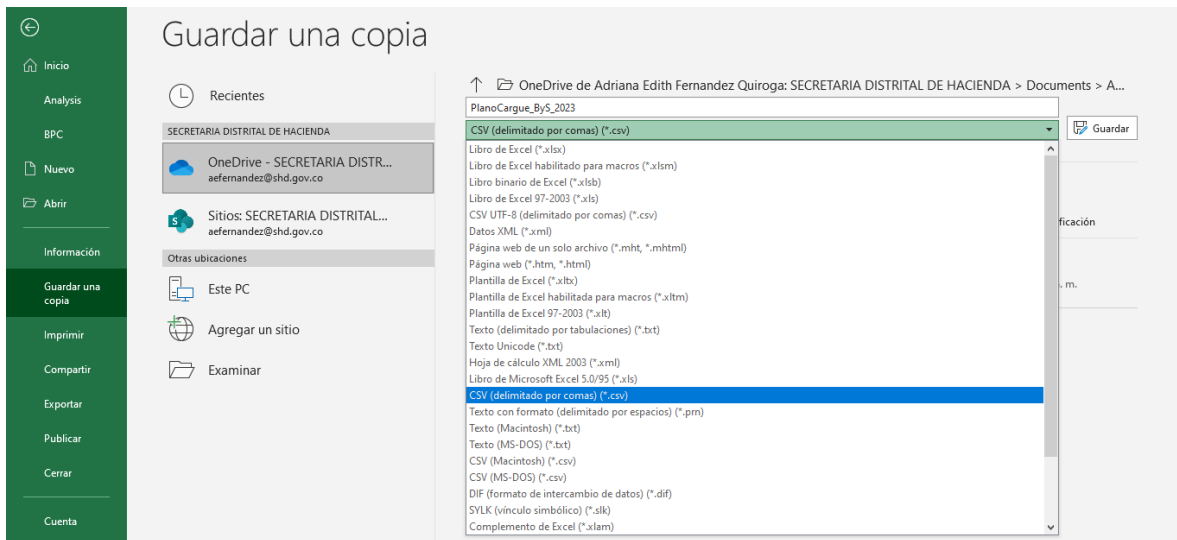 Guardar una copia
Inicio
Analysis
BPC
Nuevo
Abrir
Información
Guardar una
copia
Imprimir
Compartir
Exportar
Publicar
Cerrar
Cuenta
Recientes
SECRETARIA DISTRITAL DE HACIENDA
OneDrive - SECRETARIA DISTR...
aefernandez@shd.gov.co
Sitios: SECRETARIA DISTRITAL...
aefernandez@shd.gov.co
Otras ubicaciones
Este PC
Agregar un sitio
Examinar
OneDrive de Adriana Edith Fernandez Quiroga: SECRETARIA DISTRITAL DE HACIENDA > Documents > A...
PlanoCargue_ByS_2023
CSV (delimitado por comas) (*.csv)
Guardar
Libro de Excel (*.xlsx)
Libro de Excel habilitado para macros (*.xlsm)
Libro binario de Excel (*.xlsb)
Libro de Excel 97-2003 (*.xls)
CSV UTF-8 (delimitado por comas) (*.csv)
Datos XML (*.xml)
Página web de un solo archivo (*.mht, *.mhtml)
Página web (*.htm, *.html)
Plantilla de Excel (*.xltx)
Plantilla de Excel habilitada para macros (*.xltm)
Plantilla de Excel 97-2003 (*.xlt)
Texto (delimitado por tabulaciones) (*.txt)
Texto Unicode (*.txt)
Hoja de cálculo XML 2003 (*.xml)
Libro de Microsoft Excel 5.0/95 (*.xls)
CSV (delimitado por comas) (*.csv)
Texto con formato (delimitado por espacios) (*.prn)
Texto (Macintosh) (*.txt)
Texto (MS-DOS) (*.txt)
CSV (Macintosh) (*.csv)
CSV (MS-DOS) (*.csv)
DIF (formato de intercambio de datos) (*.dif)
SYLK (vínculo simbólico) (*.slk)
Complemento de Excel (*.xlam)
ficación
. m.